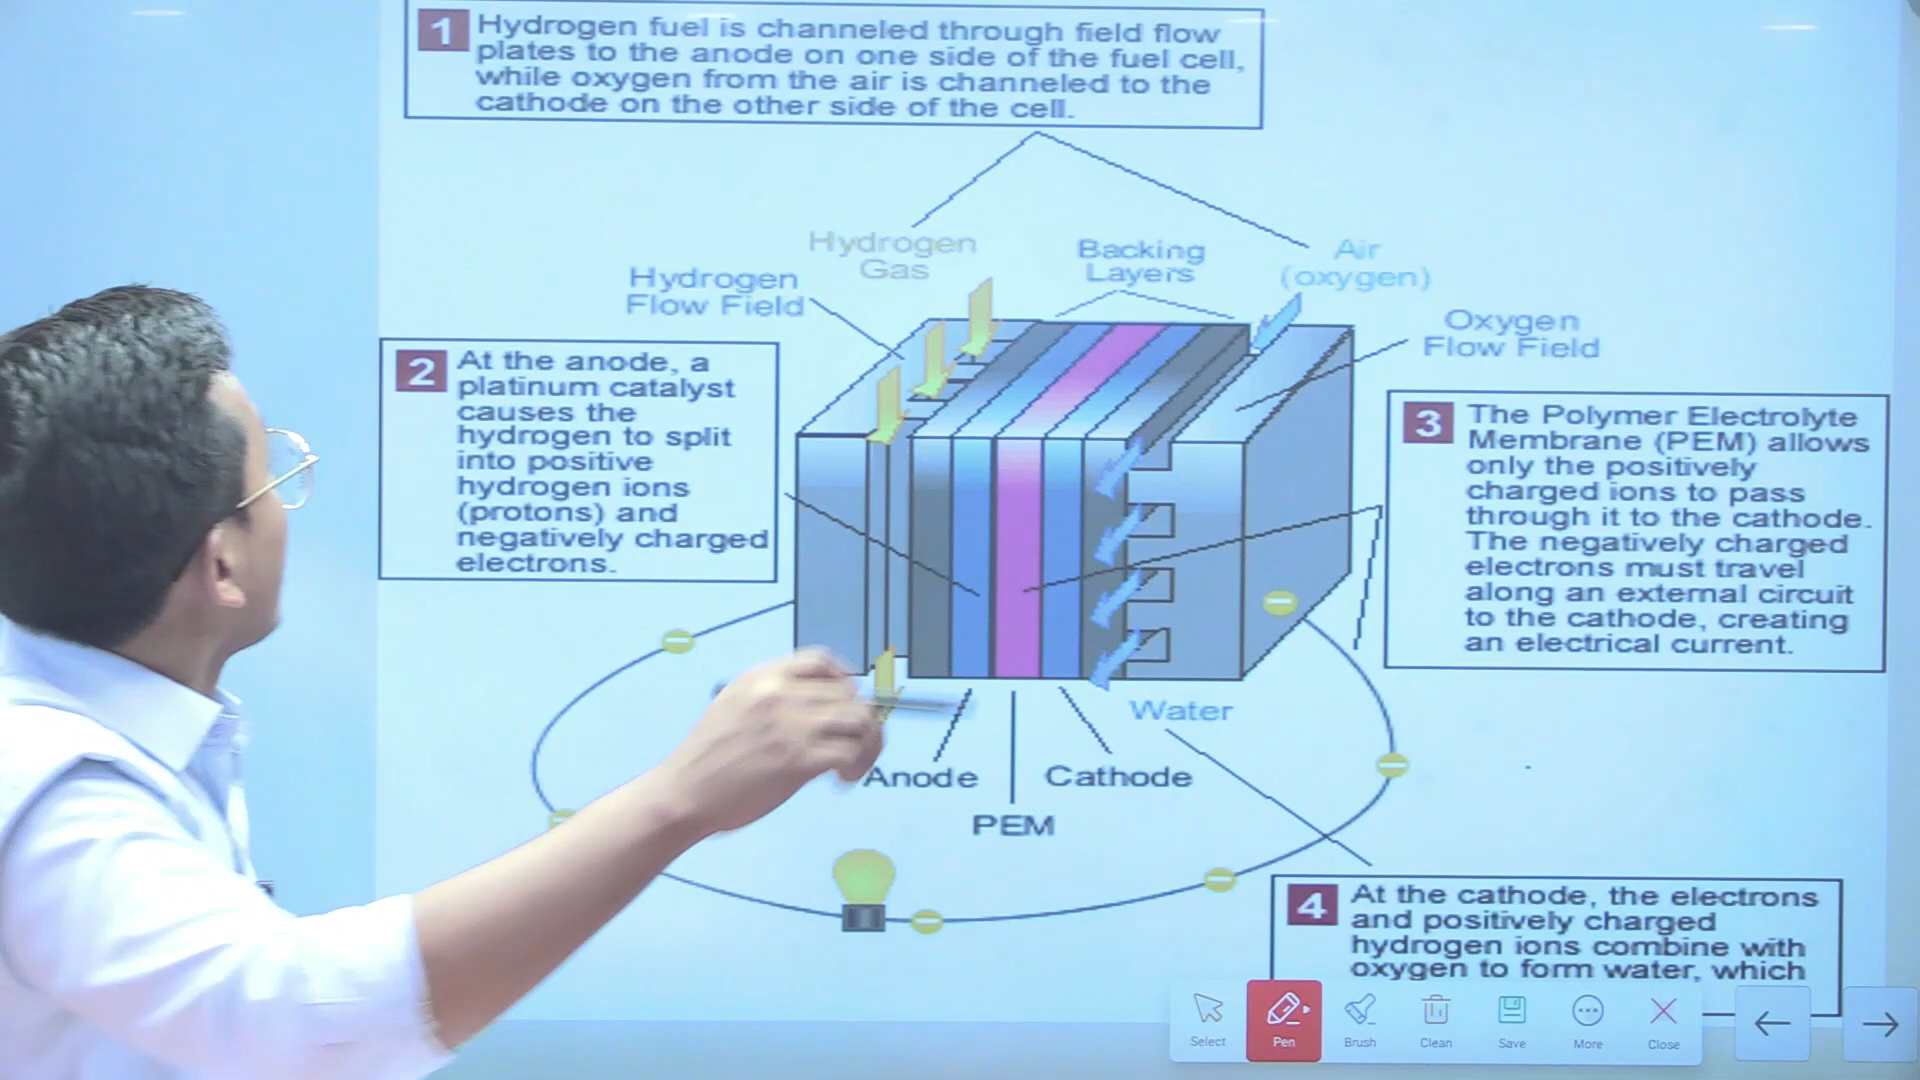 1
Hydrogen fuel is channeled through field flow
plates to the anode on one side of the fuel cell,
while oxygen from the air is channeled to the
cathode on the other side of the cell.
Hydrogen
Gas
Backing
Layers
Air
(oxygen)
Hydrogen
Flow Field
Oxygen
Flow Field
2
At the anode, a
platinum catalyst
causes the
hydrogen to split
into positive
hydrogen ions
(protons) and
negatively charged
electrons.
3
The Polymer Electrolyte
Membrane (PEM) allows
only the positively
charged ions to pass
through it to the cathode.
The negatively charged
electrons must travel
along an external circuit
to the cathode, creating
an electrical current.
Water
Anode
Cathode
PEM
4
At the cathode, the electrons
and positively charged
hydrogen ions combine with
oxygen to form water, which
Select
Pen
Brush
Clean
Save
More
Close